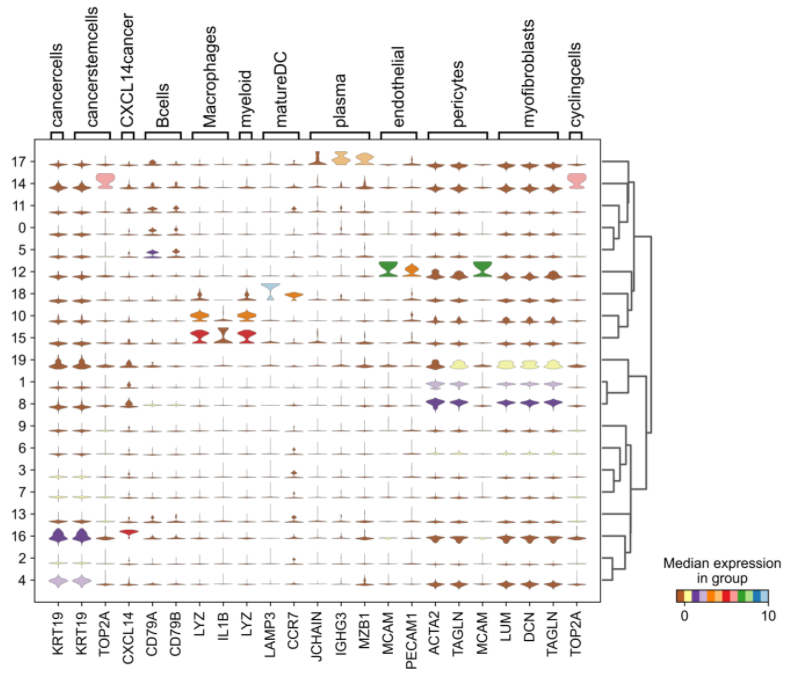 cancercells
cancerstemcells
CXL14cancer
Bcells
Macrophages
myeloid
matureDC
plasma
endothelial
pericytes
myofibroblasts
cyclingcells
17
14
11
0
5
12
18
10
15
19
1
8
9
6
3
7
13
16
2
4
KRT19
KRT19
TOP2A
CXCL14
CD79A
CD79B
LYZ
IL1B
LYZ
LAMP3
CCR7
JCHAIN
IGHG3
MZB1
MCAM
PECAM1
ACTA2
TAGLN
MCAM
LUM
DCN
TAGLN
TOP2A
Median expression
in group
0 10